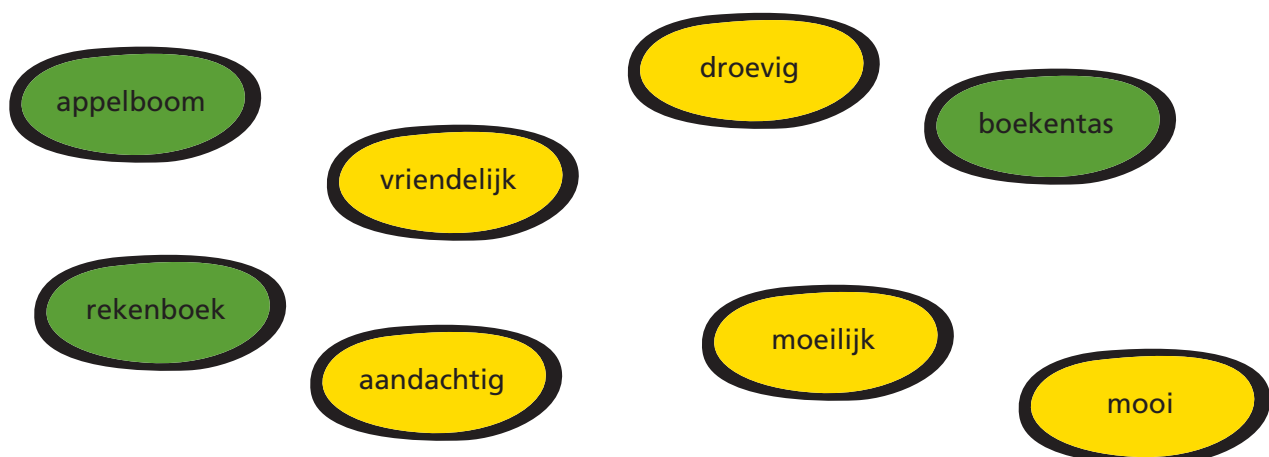 appelboom
droevig
boekentas
vriendelijk
rekenboek
aandachtig
moeilijk
mooi